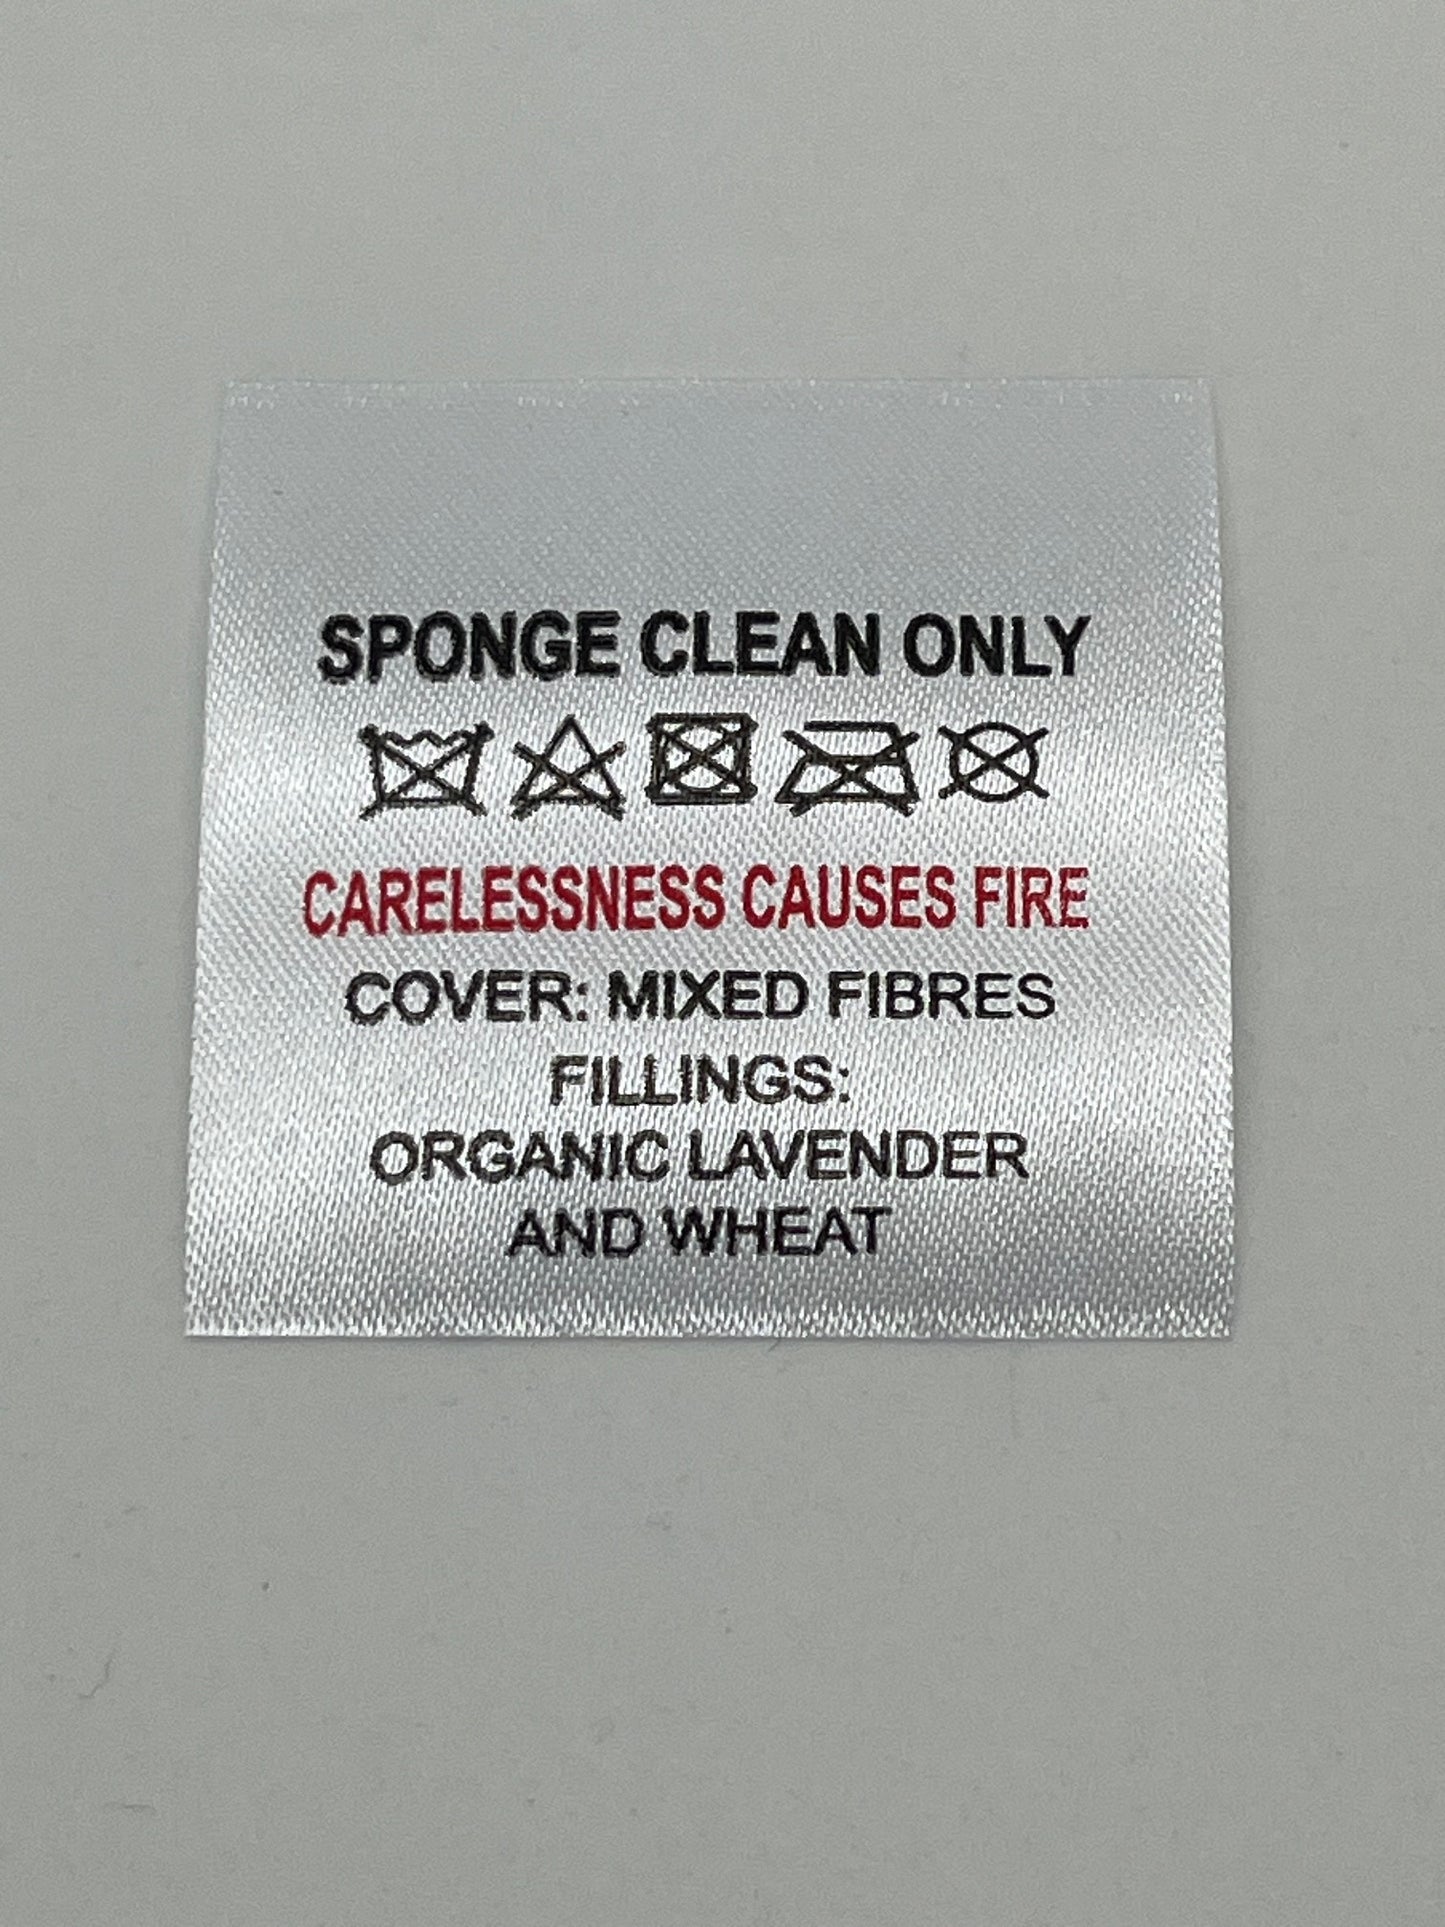 SPONGE CLEAN ONLY
CARELESSNESS CAUSES FIRE
COVER: MIXED FIBRES
FILLINGS:
ORGANIC LAVENDER
AND WHEAT